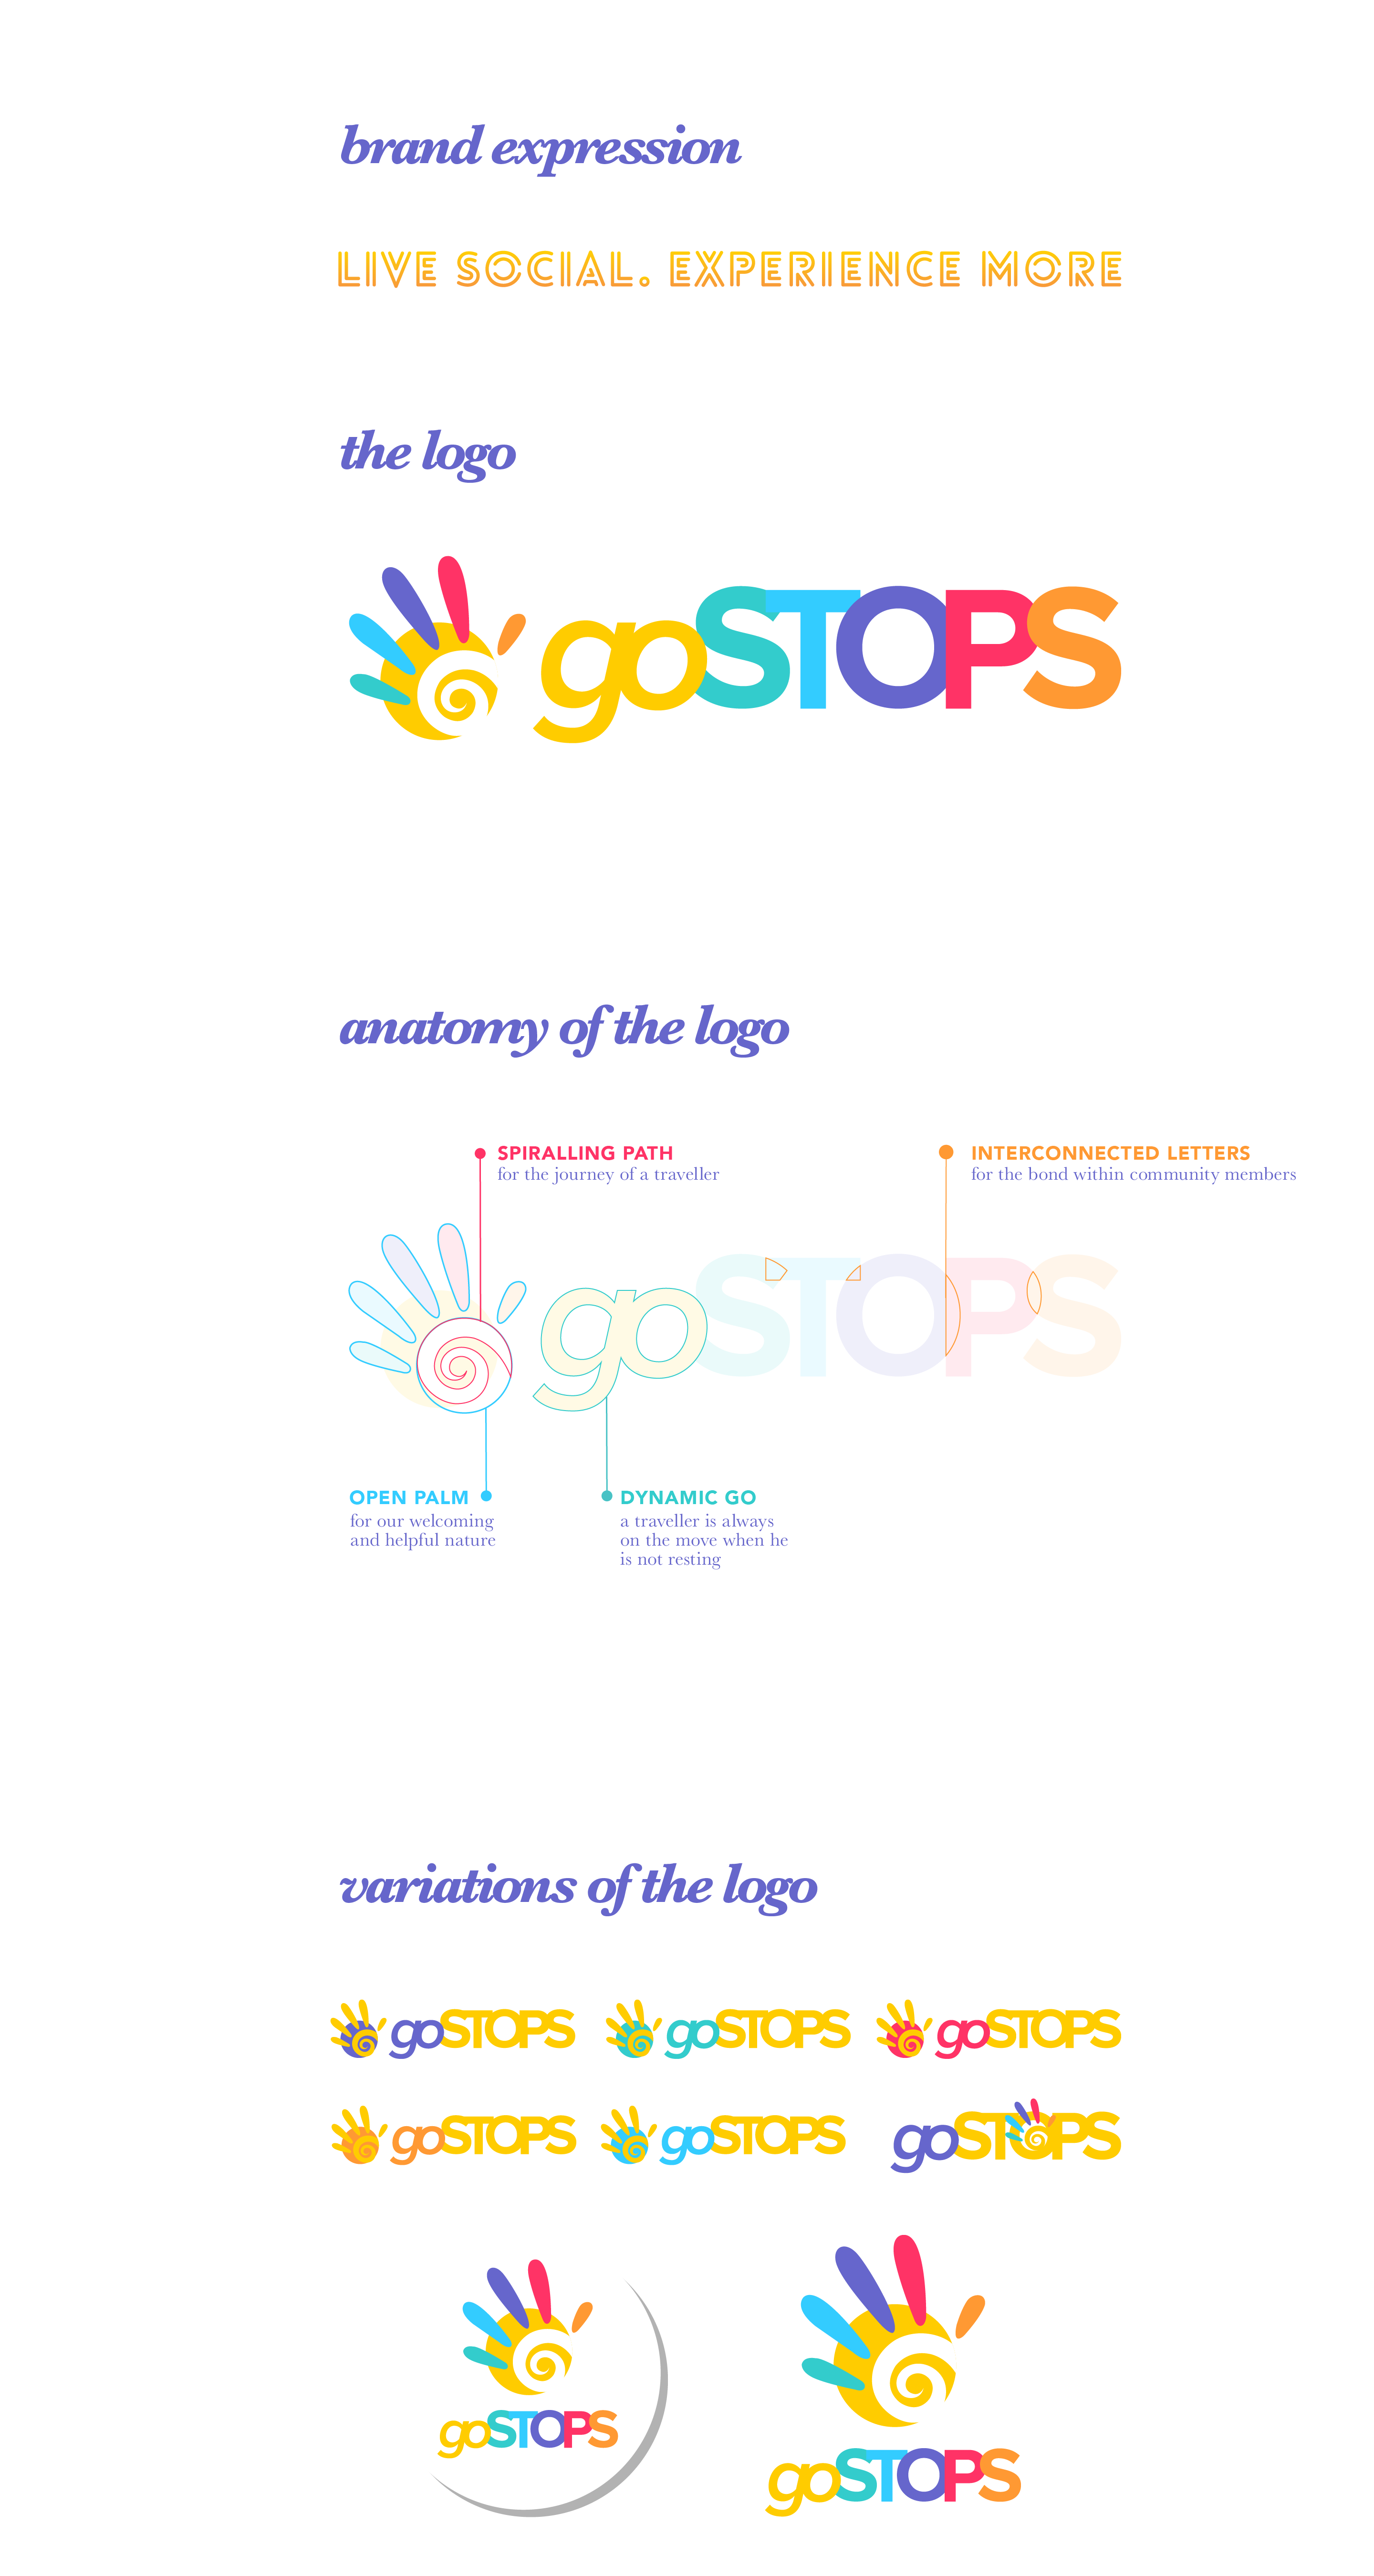 brand expression
LIVE SOCIAL. EXPERIENCE MORE
the logo
goSTOPS
anatomy of the logo
SPIRALLING PATH
for the journey of a traveller
INTERCONNECTED LETTERS
for the bond within community members
goSTOPS
OPEN PALM
for our welcoming
and helpful nature
DYNAMIC GO
a traveller is always
on the move when he
is not resting
variations of the logo
goSTOPS
goSTOPS
goSTOPS
goSTOPS
goSTOPS
goSTOPS
goSTOPS
goSTOPS